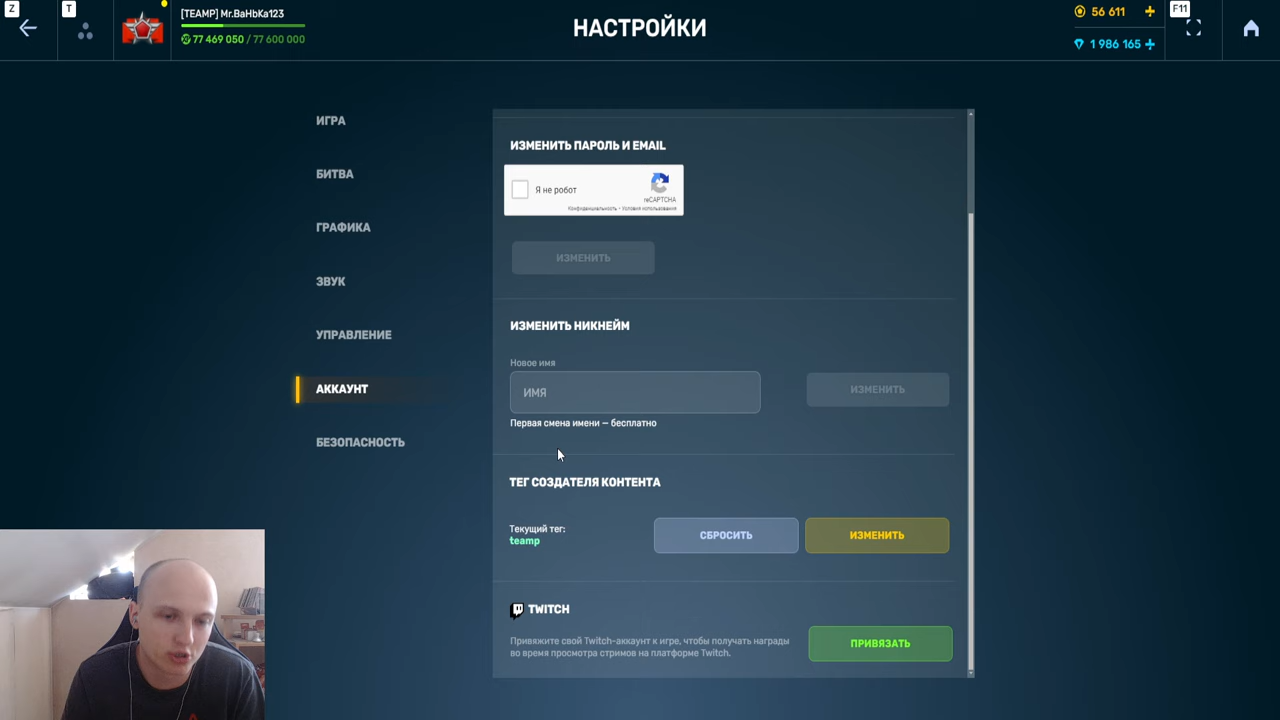 Z
T
[TEAMP] Mr.BaHbKa123
77 469 050 / 77 600 000
НАСТРОЙКИ
56 611
1 986 165
F11
ИГРА
БИТВА
ГРАФИКА
ЗВУК
УПРАВЛЕНИЕ
АККАУНТ
БЕЗОПАСНОСТЬ
ИЗМЕНИТЬ ПАРОЛЬ И EMAIL
Я не робот
reCAPTCHA
Конфиденциальность - Условия использования
ИЗМЕНИТЬ
ИЗМЕНИТЬ НИКНЕЙМ
Новое имя
ИМЯ
ИЗМЕНИТЬ
Первая смена имени — бесплатно
ТЕГ СОЗДАТЕЛЯ КОНТЕНТА
Текущий тег:
teamp
СБРОСИТЬ
ИЗМЕНИТЬ
TWITCH
Привяжите свой Twitch-аккаунт к игре, чтобы получать награды
во время просмотра стримов на платформе Twitch.
ПРИВЯЗАТЬ